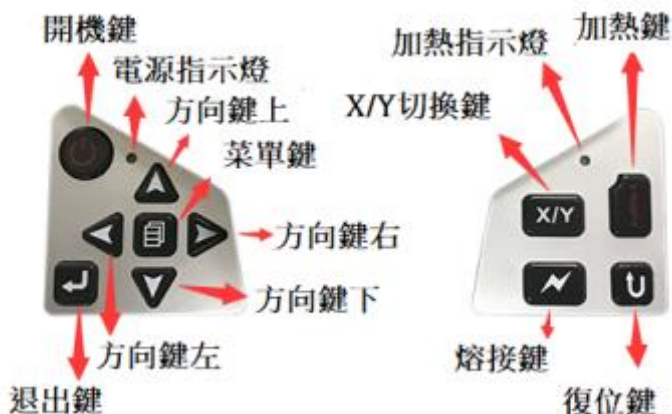 開機鍵
電源指示燈
方向鍵上
菜單鍵
方向鍵右
方向鍵下
方向鍵左
退出鍵
加熱指示燈
加熱鍵
X/Y切換鍵
X/Y
熔接鍵
復位鍵